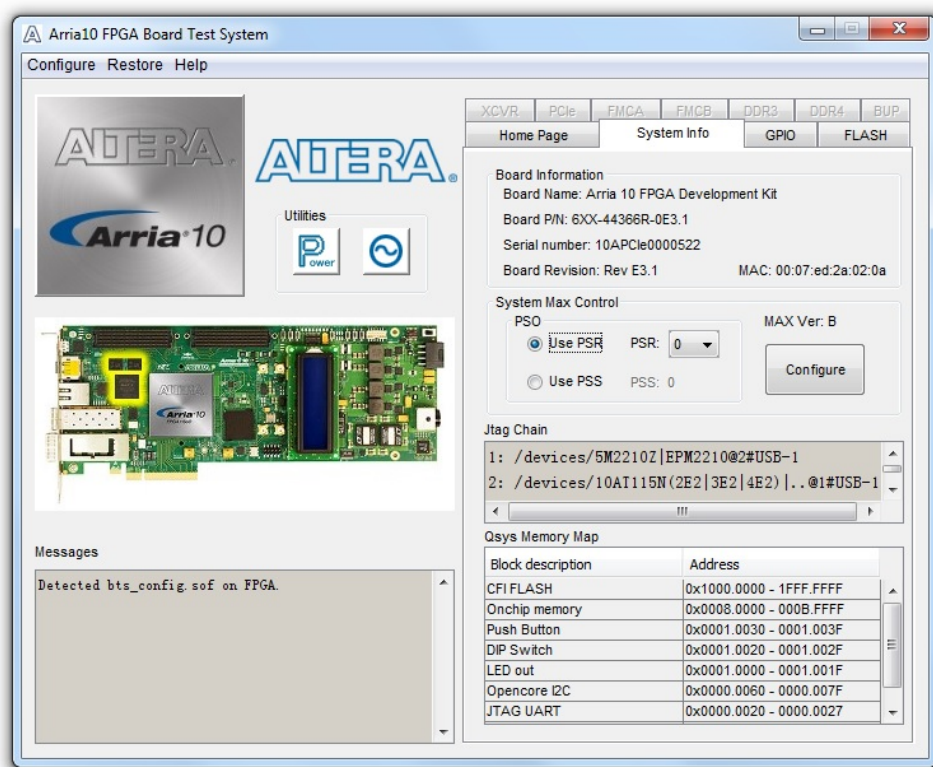 Arria10 FPGA Board Test System
Configure Restore Help
ALTERA
Arria 10
ALTERA®
Utilities
Power
ALTERA
Arria 10
Messages
Detected bts_config.sof on FPGA.
XCVR PCIe FMCA FMCB DDR3 DDR4 BUP
Home Page System Info GPIO FLASH
Board Information
Board Name: Arria 10 FPGA Development Kit
Board P/N: 6XX-44366R-0E3.1
Serial number: 10APCIe0000522
Board Revision: Rev E3.1 MAC: 00:07:ed:2a:02:0a
System Max Control
PSO
MAX Ver: B
Use PSR PSR: 0
Use PSS PSS: 0
Configure
Jtag Chain
1: /devices/5M2210Z|EPM2210@2#USB-1
2: /devices/10AT115N(2E2|3E2|4E2)|..@1#USB-1
Qsys Memory Map
Block description Address
CFI FLASH 0x1000.0000 - 1FFF.FFFF
Onchip memory 0x0008.0000 - 000B.FFFF
Push Button 0x0001.0030 - 0001.003F
DIP Switch 0x0001.0020 - 0001.002F
LED out 0x0001.0000 - 0001.001F
Opencore I2C 0x0000.0060 - 0000.007F
JTAG UART 0x0000.0020 - 0000.0027